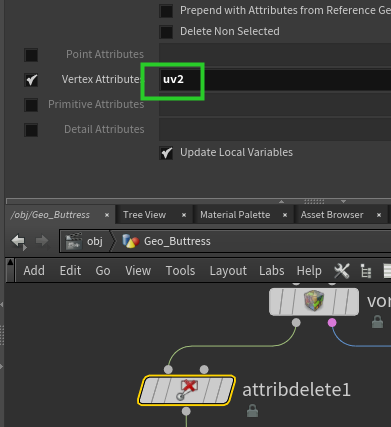 Prepend with Attributes from Reference Ge
Delete Non Selected
Point Attributes
Vertex Attribute uv2
Primitive Attributes
Detail Attributes
Update Local Variables
/obj/Geo_Buttress × Tree View × Material Palette × Asset Browser ×
obj Geo_Buttress
Add Edit Go View Tools Layout Labs Help
vor
attribdelete1